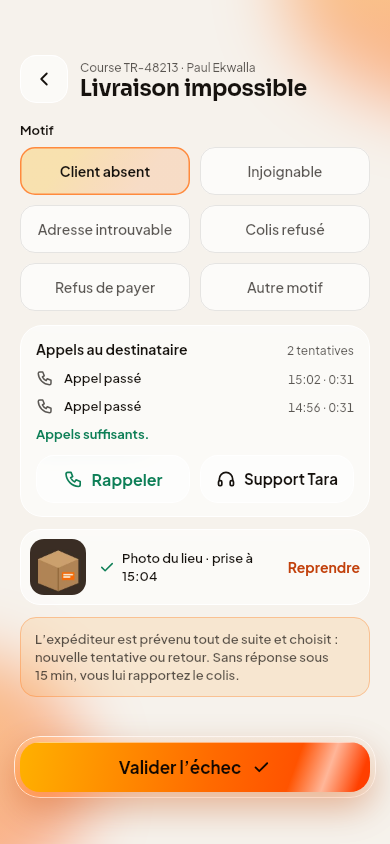 Course TR-48213 · Paul Ekwalla
Livraison impossible
Motif
Client absent
Injoignable
Adresse introuvable
Colis refusé
Refus de payer
Autre motif
Appels au destinataire
2 tentatives
Appel passé
15:02 · 0:31
Appel passé
14:56 · 0:31
Appels suffisants.
Rappeler
Support Tara
Photo du lieu · prise à
15:04
Reprendre
L’expéditeur est prévenu tout de suite et choisit :
nouvelle tentative ou retour. Sans réponse sous
15 min, vous lui rapportez le colis.
Valider l’échec